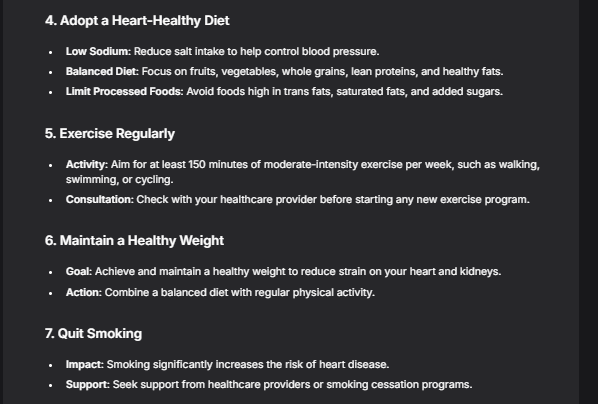 4. Adopt a Heart-Healthy Diet
• Low Sodium: Reduce salt intake to help control blood pressure.
• Balanced Diet: Focus on fruits, vegetables, whole grains, lean proteins, and healthy fats.
• Limit Processed Foods: Avoid foods high in trans fats, saturated fats, and added sugars.
5. Exercise Regularly
• Activity: Aim for at least 150 minutes of moderate-intensity exercise per week, such as walking,
swimming, or cycling.
• Consultation: Check with your healthcare provider before starting any new exercise program.
6. Maintain a Healthy Weight
• Goal: Achieve and maintain a healthy weight to reduce strain on your heart and kidneys.
• Action: Combine a balanced diet with regular physical activity.
7. Quit Smoking
• Impact: Smoking significantly increases the risk of heart disease.
• Support: Seek support from healthcare providers or smoking cessation programs.